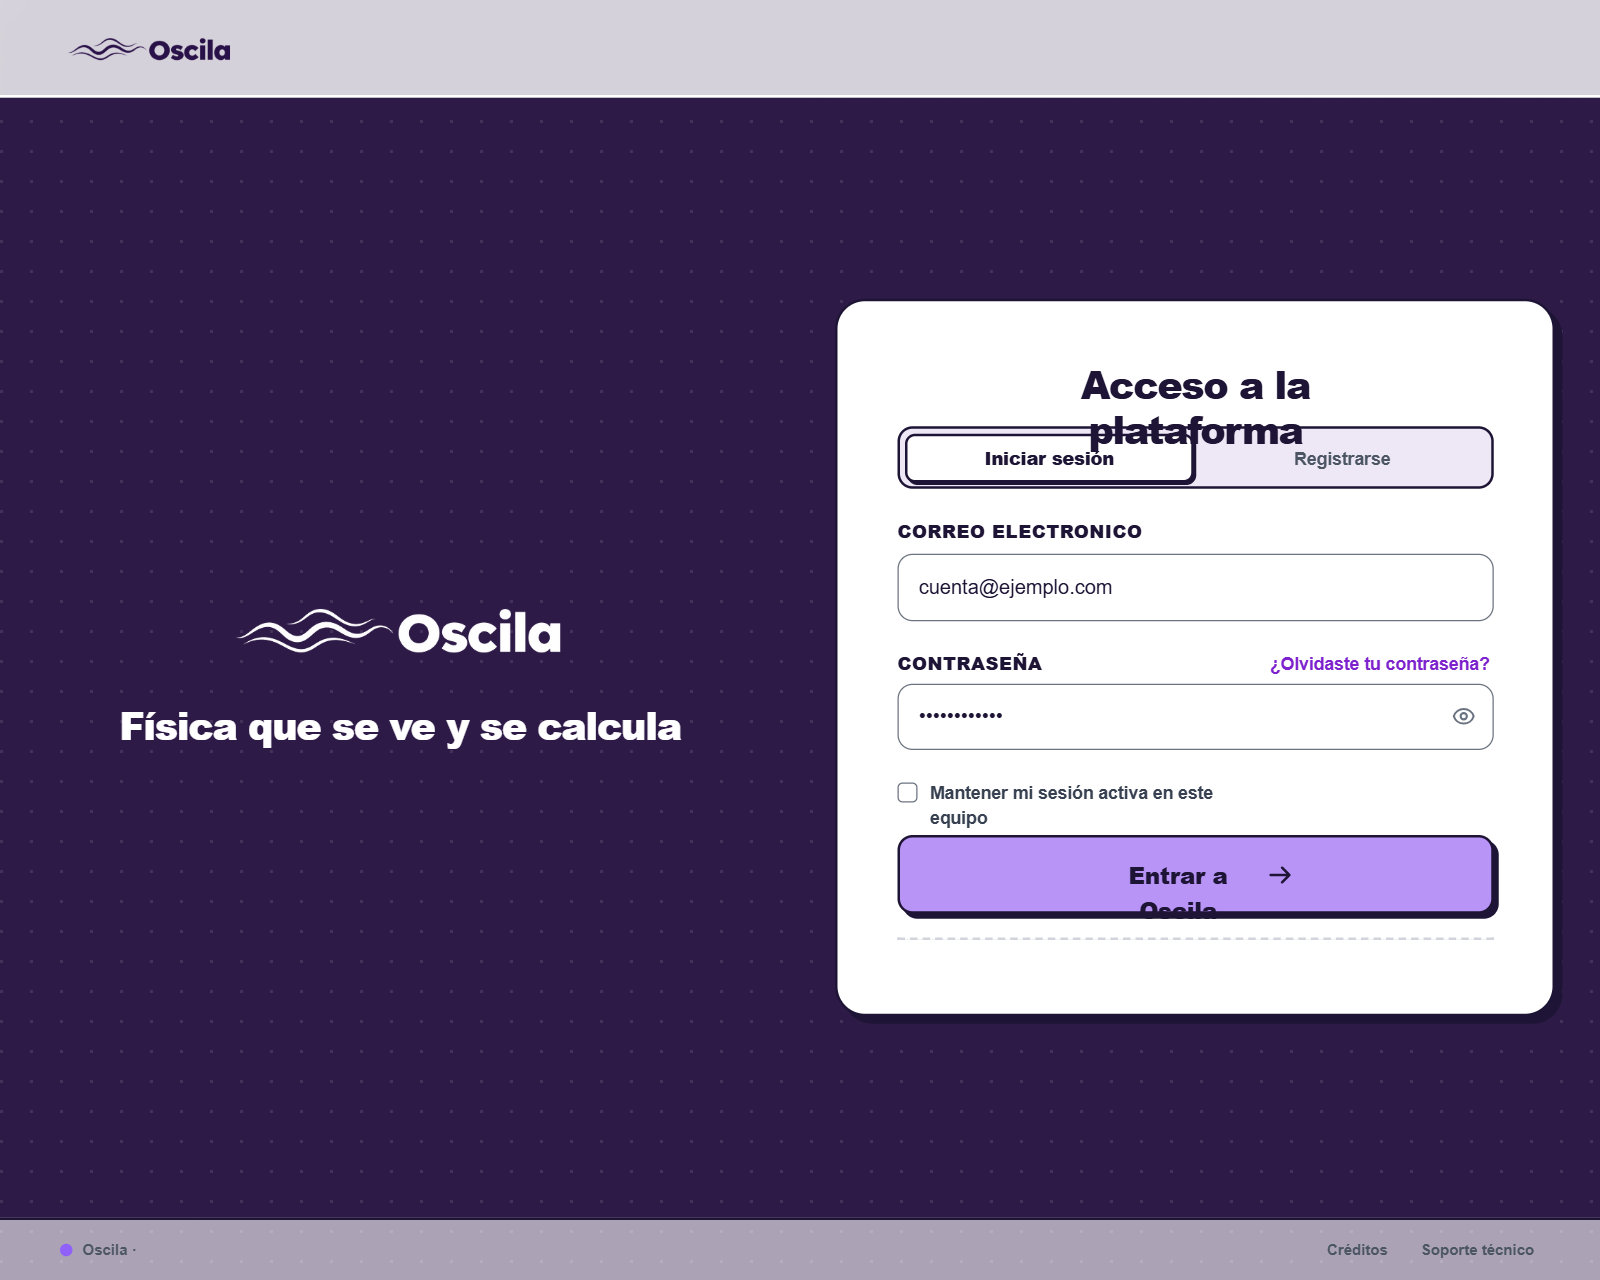 Oscila
Acceso a la
plataforma
Iniciar sesión
Registrarse
CORREO ELECTRONICO
cuenta@ejemplo.com
CONTRASEÑA
¿Olvidaste tu contraseña?
••••••••••••
Mantener mi sesión activa en este
equipo
Entrar a
Oscila
Oscila
Física que se ve y se calcula
Oscila ·
Créditos
Soporte técnico